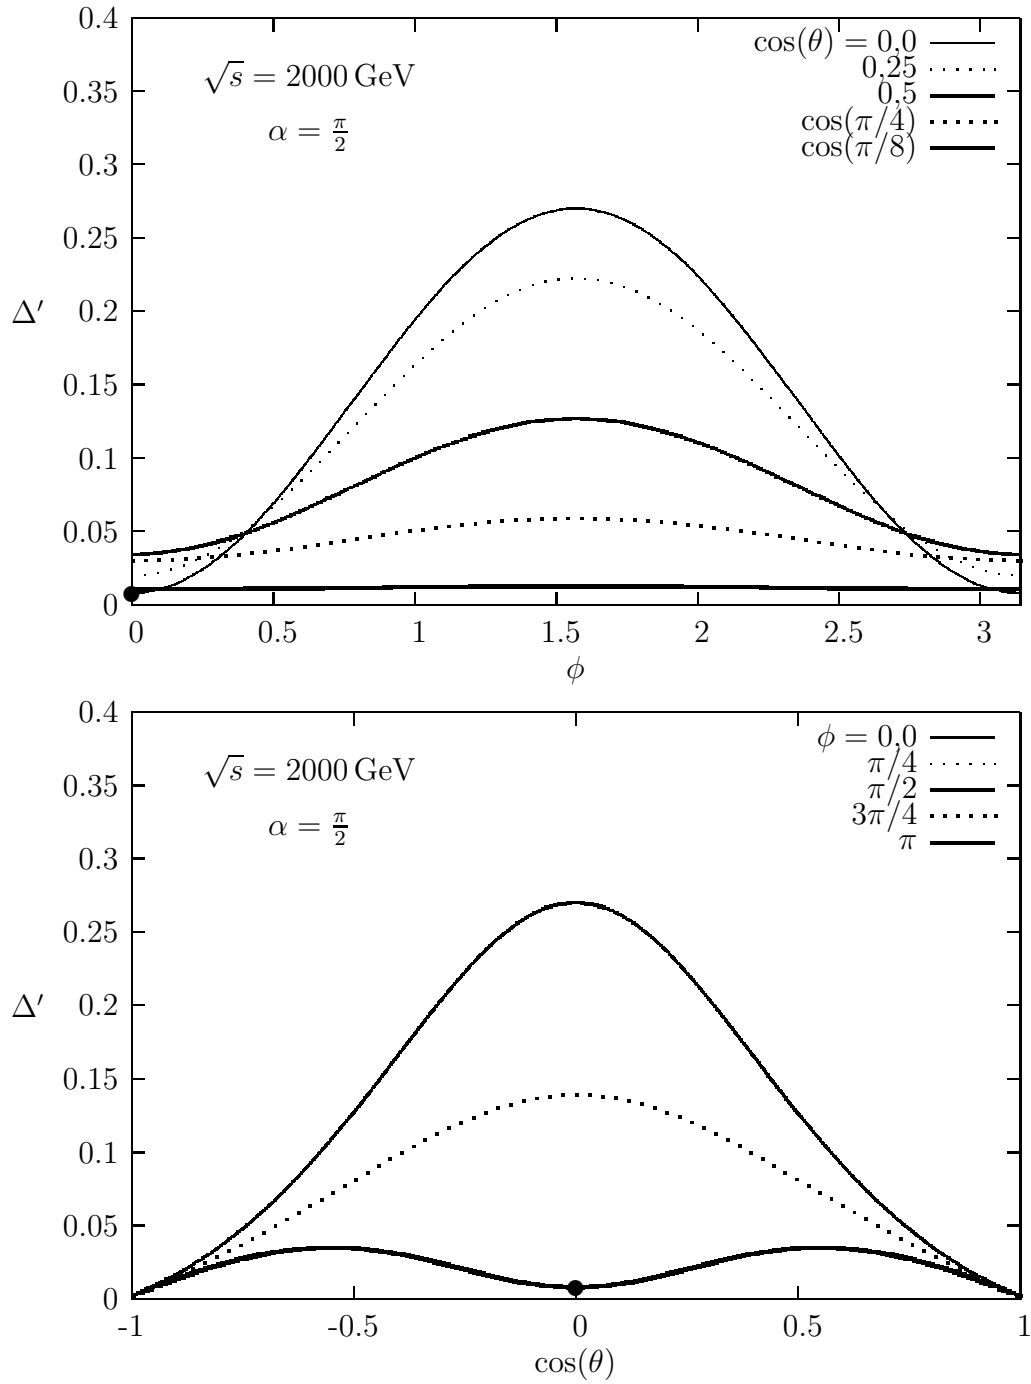 0.4
cos(θ) = 0,0
√s = 2000 GeV
0,25
0.35
0,5
α = π/2
cos(π/4)
cos(π/8)
0.3
0.25
Δ′
0.2
0.15
0.1
0.05
0
0 0.5 1 1.5 2 2.5 3
ϕ
0.4
ϕ = 0,0
√s = 2000 GeV
π/4
0.35
π/2
α = π/2
3π/4
π
0.3
0.25
0.2
Δ′
0.15
0.1
0.05
0
-1 -0.5 0 0.5 1
cos(θ)